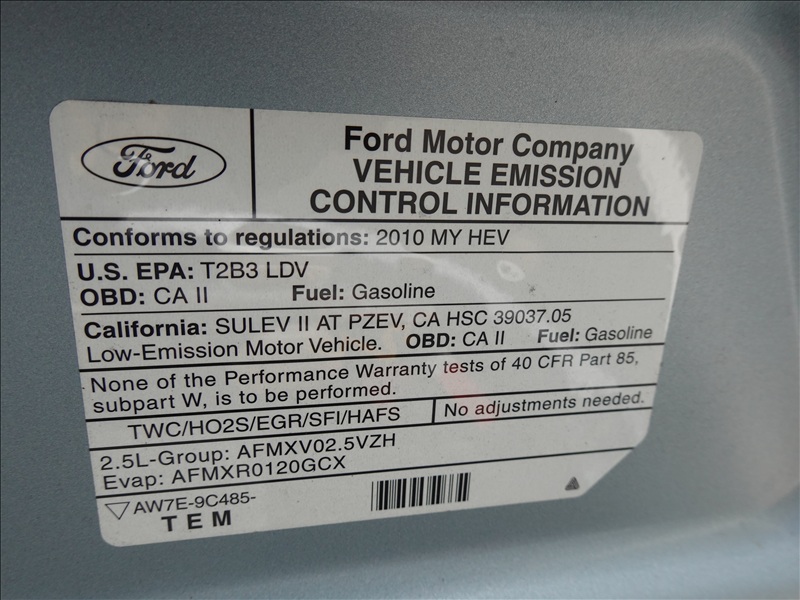 Ford
Ford Motor Company
VEHICLE EMISSION
CONTROL INFORMATION
Conforms to regulations: 2010 MY HEV
U.S. EPA: T2B3 LDV
OBD: CA II Fuel: Gasoline
California: SULEV II AT PZEV, CA HSC 39037.05
Low-Emission Motor Vehicle. OBD: CA II Fuel: Gasoline
None of the Performance Warranty tests of 40 CFR Part 85,
subpart W, is to be performed.
TWC/HO2S/EGR/SFI/HAFS No adjustments needed.
2.5L-Group: AFMXV02.5VZH
Evap: AFMXR0120GCX
AW7E-9C485-
TEM